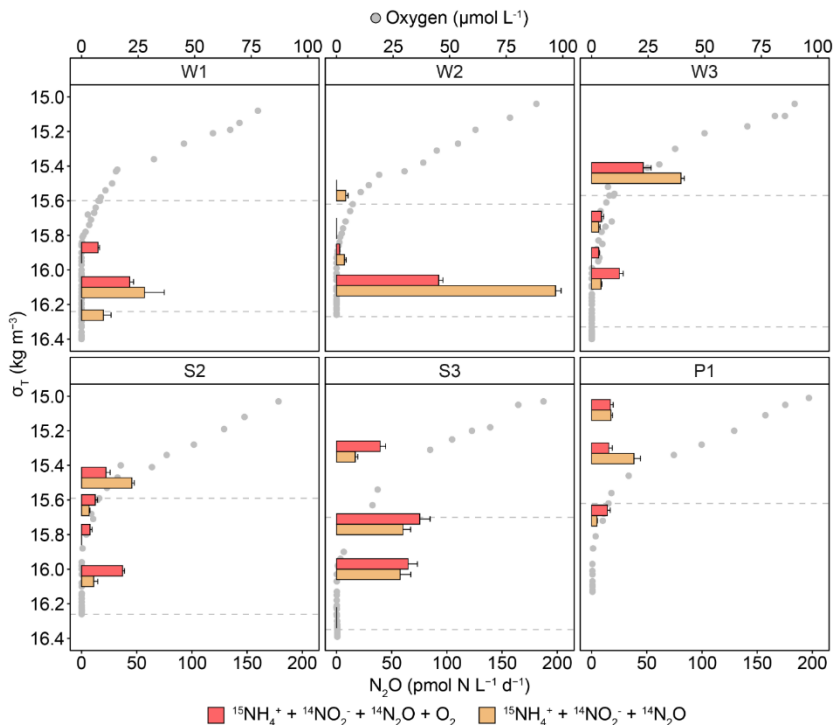 Oxygen (μmol L⁻¹)
0 25 50 75 100 0 25 50 75 100 0 25 50 75 100
W1 W2 W3
15.0
15.2
15.4
15.6
15.8
16.0
16.2
16.4
S2 S3 P1
15.0
15.2
15.4
15.6
15.8
16.0
16.2
16.4
σT (kg m⁻³)
0 50 100 150 200 0 50 100 150 200 0 50 100 150 200
N₂O (pmol N L⁻¹ d⁻¹)
¹⁵NH₄⁺ + ¹⁴NO₂⁻ + ¹⁴N₂O + O₂ ¹⁵NH₄⁺ + ¹⁴NO₂⁻ + ¹⁴N₂O